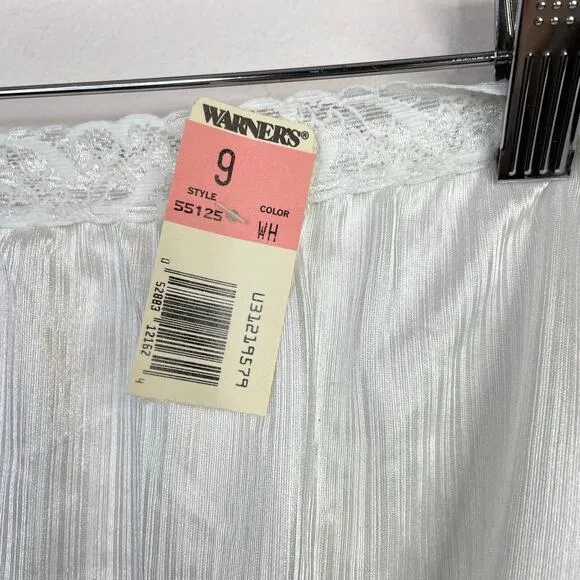 WARNER'S
9
STYLE COLOR
55125 WH
U31219579
0 52883 12162 4